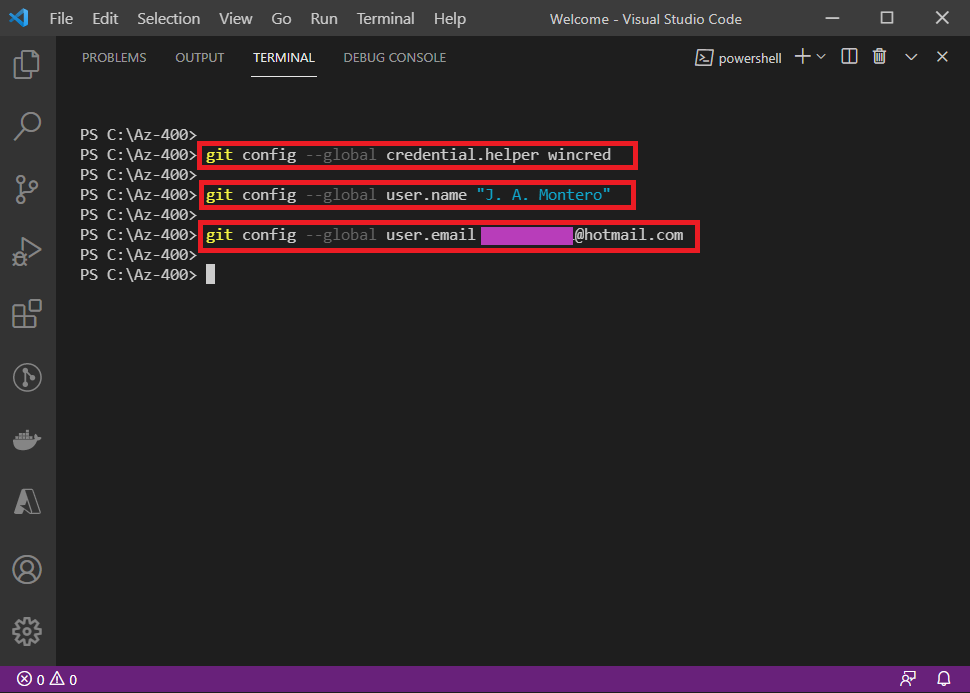 File Edit Selection View Go Run Terminal Help Welcome - Visual Studio Code
PROBLEMS OUTPUT TERMINAL DEBUG CONSOLE powershell
PS C:\Az-400>
PS C:\Az-400> git config --global credential.helper wincred
PS C:\Az-400>
PS C:\Az-400> git config --global user.name "J. A. Montero"
PS C:\Az-400>
PS C:\Az-400> git config --global user.email @hotmail.com
PS C:\Az-400>
PS C:\Az-400>
0 0